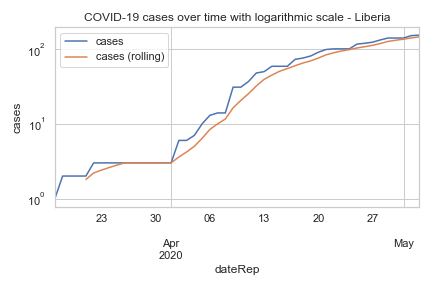 COVID-19 cases over time with logarithmic scale - Liberia
cases
cases (rolling)
cases
10²
10¹
10⁰
23
30
06
13
20
27
Apr
2020
May
dateRep